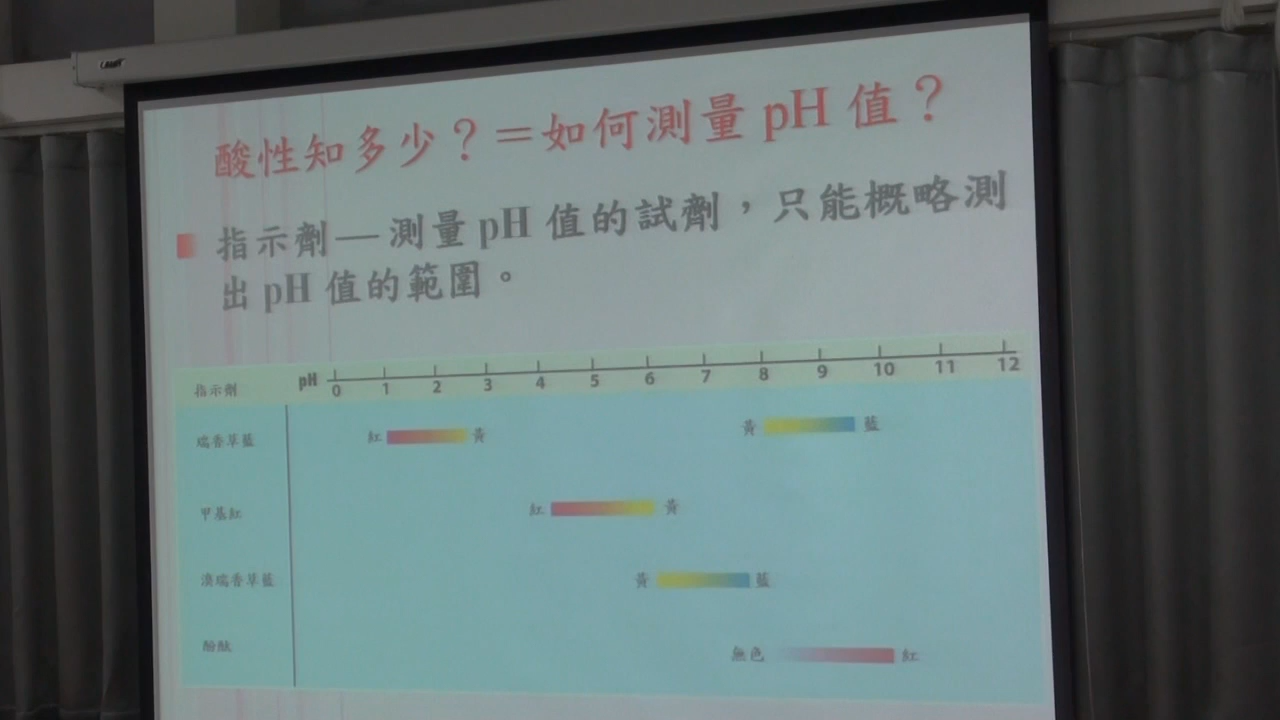 酸性知多少？＝如何測量 pH 值？
指示劑—測量 pH 值的試劑，只能概略測
出 pH 值的範圍。
指示劑 pH 0 1 2 3 4 5 6 7 8 9 10 11 12
瑞香草藍 紅 黃 黃 藍
甲基紅 紅 黃
溴瑞香草藍 黃 藍
酚酞 無色 紅